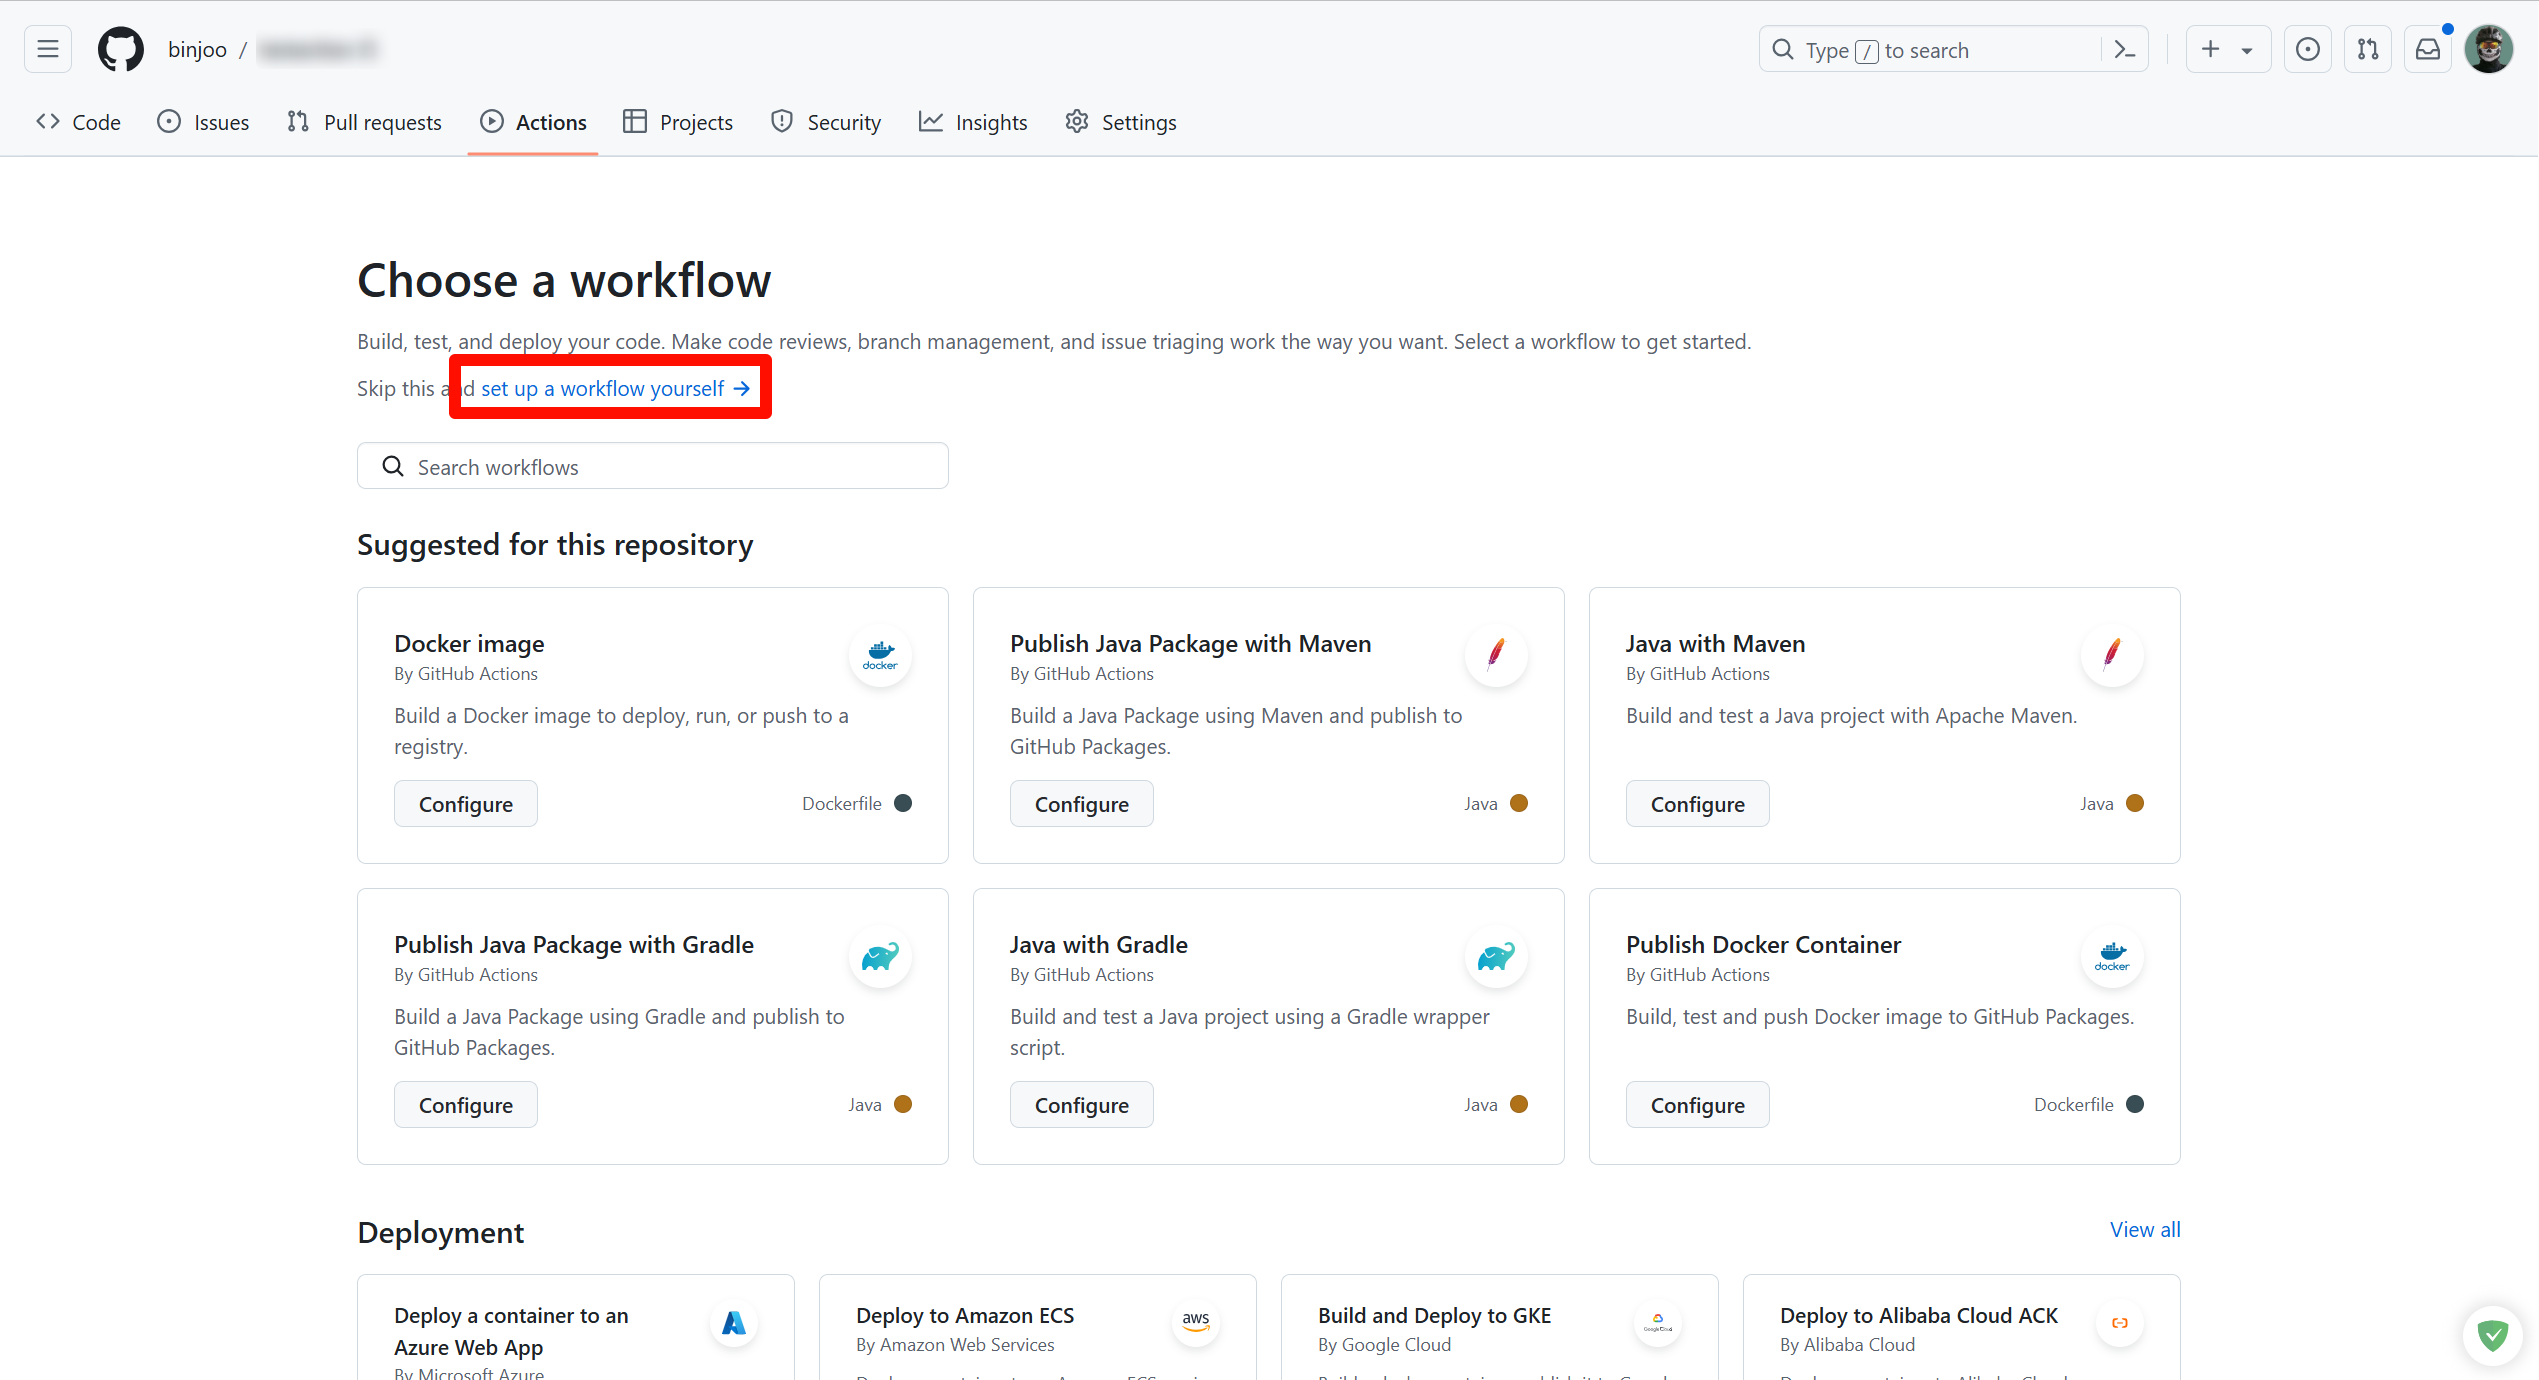 binjoo /
Type / to search
Code Issues Pull requests Actions Projects Security Insights Settings
Choose a workflow
Build, test, and deploy your code. Make code reviews, branch management, and issue triaging work the way you want. Select a workflow to get started.
Skip this and set up a workflow yourself →
Search workflows
Suggested for this repository
Docker image
By GitHub Actions
docker
Build a Docker image to deploy, run, or push to a
registry.
Configure
Dockerfile
Publish Java Package with Maven
By GitHub Actions
Build a Java Package using Maven and publish to
GitHub Packages.
Configure
Java
Java with Maven
By GitHub Actions
Build and test a Java project with Apache Maven.
Configure
Java
Publish Java Package with Gradle
By GitHub Actions
Build a Java Package using Gradle and publish to
GitHub Packages.
Configure
Java
Java with Gradle
By GitHub Actions
Build and test a Java project using a Gradle wrapper
script.
Configure
Java
Publish Docker Container
By GitHub Actions
docker
Build, test and push Docker image to GitHub Packages.
Configure
Dockerfile
Deployment
View all
Deploy a container to an
Azure Web App
By Microsoft Azure
Deploy to Amazon ECS
By Amazon Web Services
aws
Build and Deploy to GKE
By Google Cloud
Google Cloud
Deploy to Alibaba Cloud ACK
By Alibaba Cloud